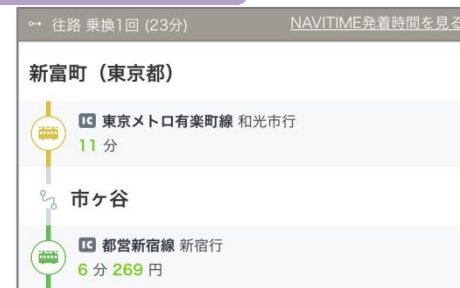 往路 乗換1回 (23分) NAVITIME発着時間を見る
新富町（東京都）
IC 東京メトロ有楽町線 和光市行
11 分
市ヶ谷
IC 都営新宿線 新宿行
6 分 269 円